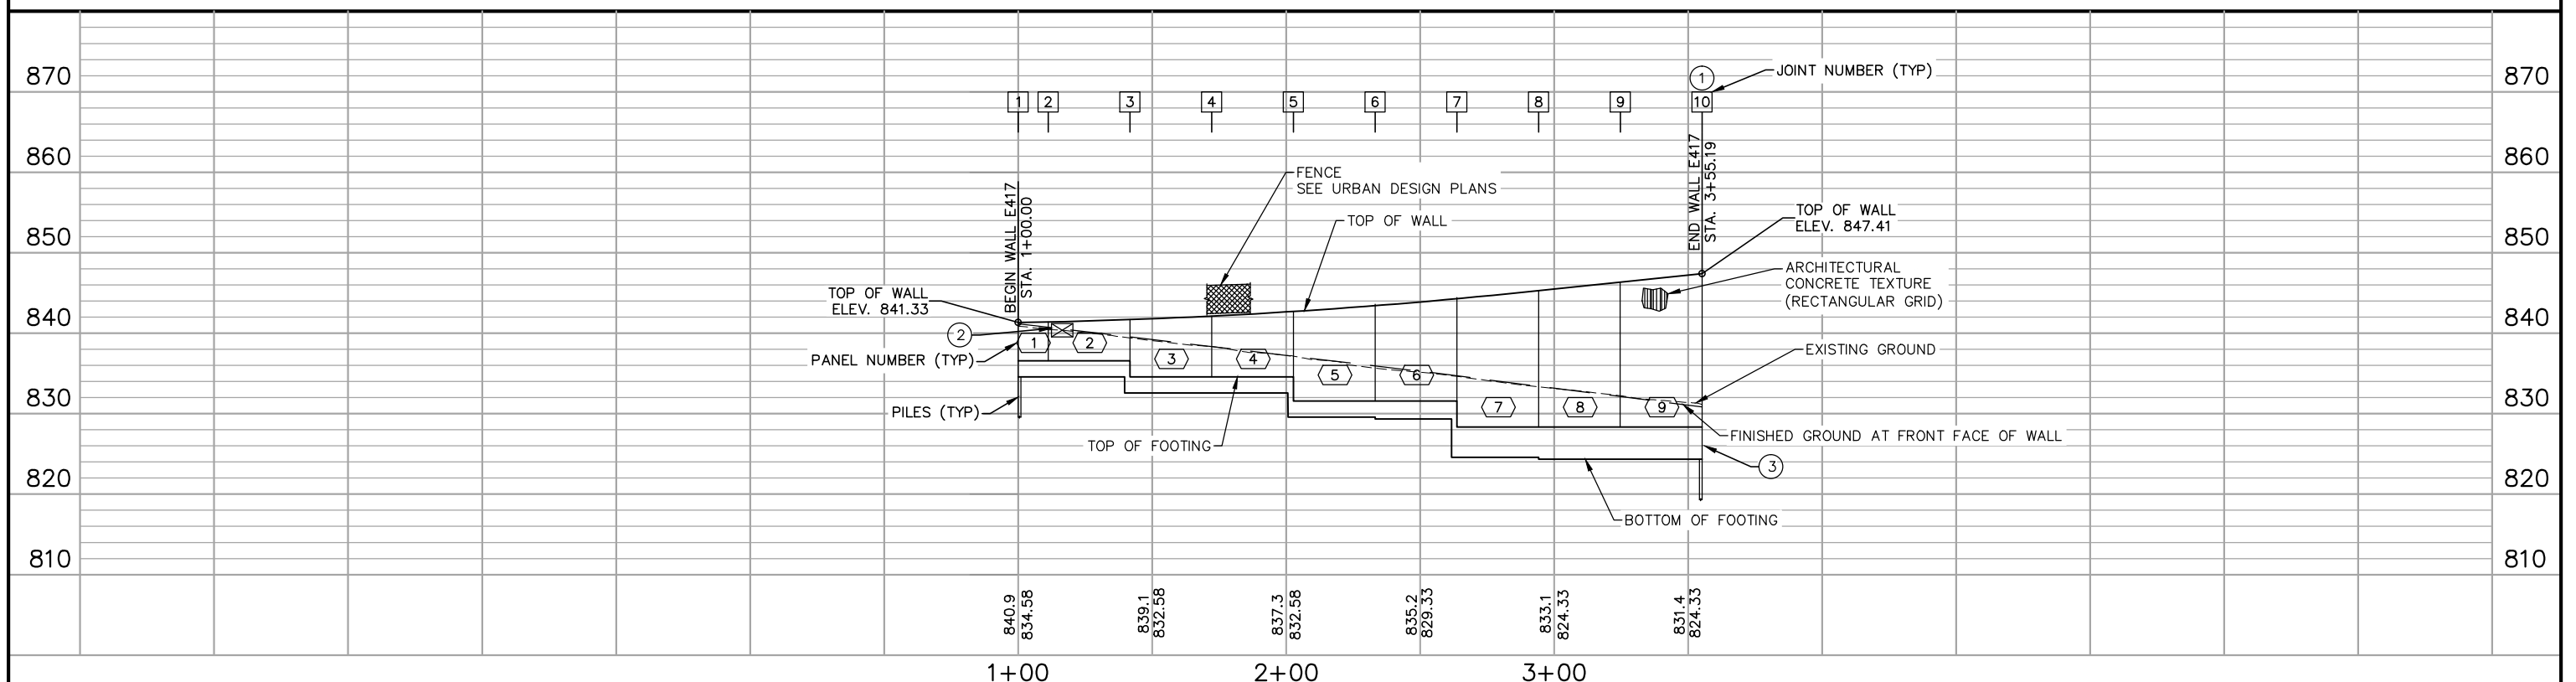 870
870
1
JOINT NUMBER (TYP)
1 2 3 4 5 6 7 8 9 10
860
860
BEGIN WALL E417
STA. 1+00.00
END WALL E417
STA. 3+55.19
FENCE
SEE URBAN DESIGN PLANS
TOP OF WALL
TOP OF WALL
ELEV. 847.41
850
850
ARCHITECTURAL
CONCRETE TEXTURE
(RECTANGULAR GRID)
TOP OF WALL
ELEV. 841.33
840
840
2
PANEL NUMBER (TYP)
1 2 3 4 5 6 7 8 9
EXISTING GROUND
830
830
PILES (TYP)
TOP OF FOOTING
FINISHED GROUND AT FRONT FACE OF WALL
3
820
820
BOTTOM OF FOOTING
810
810
840.9
834.58
839.1
832.58
837.3
832.58
835.2
829.33
833.1
824.33
831.4
824.33
1+00 2+00 3+00